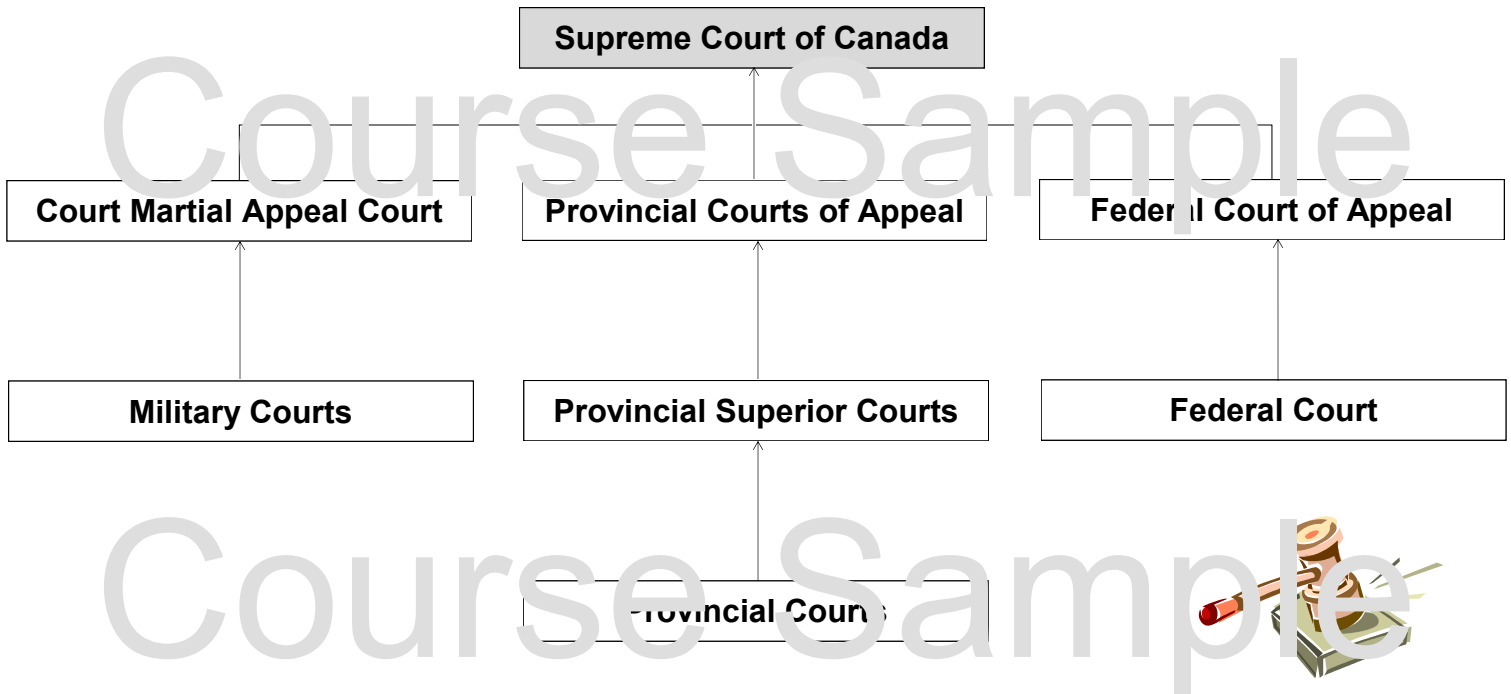 Supreme Court of Canada
Course Sample
Court Martial Appeal Court
Provincial Courts of Appeal
Federal Court of Appeal
Military Courts
Provincial Superior Courts
Federal Court
Course Sample
Provincial Courts